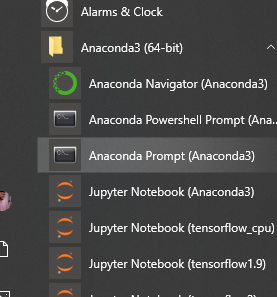 Alarms & Clock
Anaconda3 (64-bit)
Anaconda Navigator (Anaconda3)
Anaconda Powershell Prompt (Ana...
Anaconda Prompt (Anaconda3)
Jupyter Notebook (Anaconda3)
Jupyter Notebook (tensorflow_cpu)
Jupyter Notebook (tensorflow1.9)